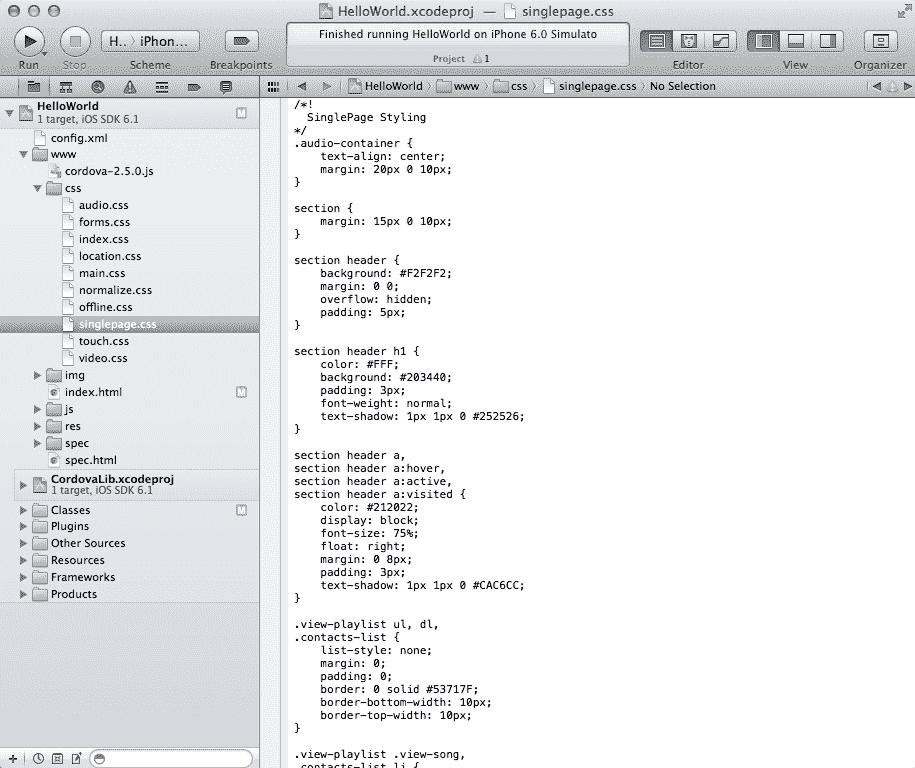 HelloWorld.xcodeproj — singlepage.css
H.. iPhon...
Finished running HelloWorld on iPhone 6.0 Simulato
Project 1
Run Stop Scheme Breakpoints Editor View Organizer
HelloWorld www css singlepage.css No Selection
HelloWorld
1 target, iOS SDK 6.1
M
config.xml
www
cordova-2.5.0.js
css
audio.css
forms.css
index.css
location.css
main.css
normalize.css
offline.css
singlepage.css
touch.css
video.css
img
index.html M
js
res
spec
spec.html
CordovaLib.xcodeproj
1 target, iOS SDK 6.1
Classes M
Plugins
Other Sources
Resources
Frameworks
Products
/*!
  SinglePage Styling
*/
.audio-container {
    text-align: center;
    margin: 20px 0 10px;
}
section {
    margin: 15px 0 10px;
}
section header {
    background: #F2F2F2;
    margin: 0 0;
    overflow: hidden;
    padding: 5px;
}
section header h1 {
    color: #FFF;
    background: #203440;
    padding: 3px;
    font-weight: normal;
    text-shadow: 1px 1px 0 #252526;
}
section header a,
section header a:hover,
section header a:active,
section header a:visited {
    color: #212022;
    display: block;
    font-size: 75%;
    float: right;
    margin: 0 8px;
    padding: 3px;
    text-shadow: 1px 1px 0 #CAC6CC;
}
.view-playlist ul, dl,
.contacts-list {
    list-style: none;
    margin: 0;
    padding: 0;
    border: 0 solid #53717F;
    border-bottom-width: 10px;
    border-top-width: 10px;
}
.view-playlist .view-song,
.contacts-list li {